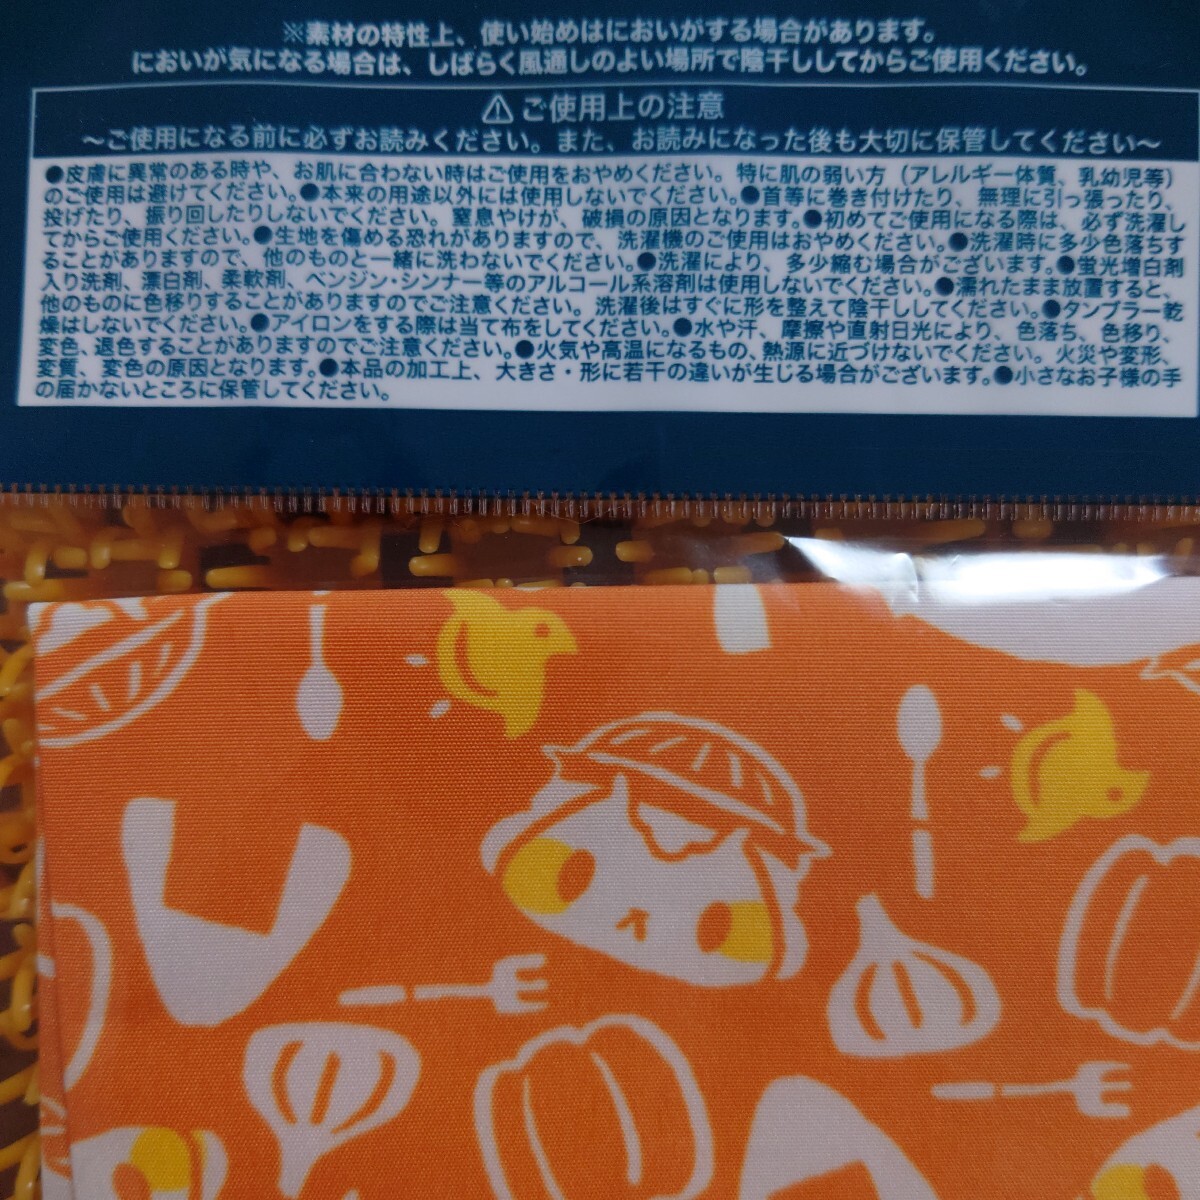 ※素材の特性上、使い始めはにおいがする場合があります。
においが気になる場合は、しばらく風通しのよい場所で陰干ししてからご使用ください。
⚠ご使用上の注意
～ご使用になる前に必ずお読みください。また、お読みになった後も大切に保管してください～
●皮膚に異常のある時や、お肌に合わない時はご使用をおやめください。特に肌の弱い方（アレルギー体質、乳幼児等）
のご使用は避けてください。●本来の用途以外には使用しないでください。●首等に巻き付けたり、無理に引っ張ったり、
投げたり、振り回したりしないでください。窒息やけが、破損の原因となります。●初めてご使用になる際は、必ず洗濯し
てからご使用ください。●生地を傷める恐れがありますので、洗濯機のご使用はおやめください。●洗濯時に多少色落ちす
ることがありますので、他のものと一緒に洗わないでください。●洗濯により、多少縮む場合がございます。●蛍光増白剤
入り洗剤、漂白剤、柔軟剤、ベンジン・シンナー等のアルコール系溶剤は使用しないでください。●濡れたまま放置すると、
他のものに色移りすることがありますのでご注意ください。洗濯後はすぐに形を整えて陰干ししてください。●タンブラー乾
燥はしないでください。●アイロンをする際は当て布をしてください。●水や汗、摩擦や直射日光により、色落ち、色移り、
変色、退色することがありますのでご注意ください。●火気や高温になるもの、熱源に近づけないでください。火災や変形、
変質、変色の原因となります。●本品の加工上、大きさ・形に若干の違いが生じる場合がございます。●小さなお子様の手
の届かないところに保管してください。